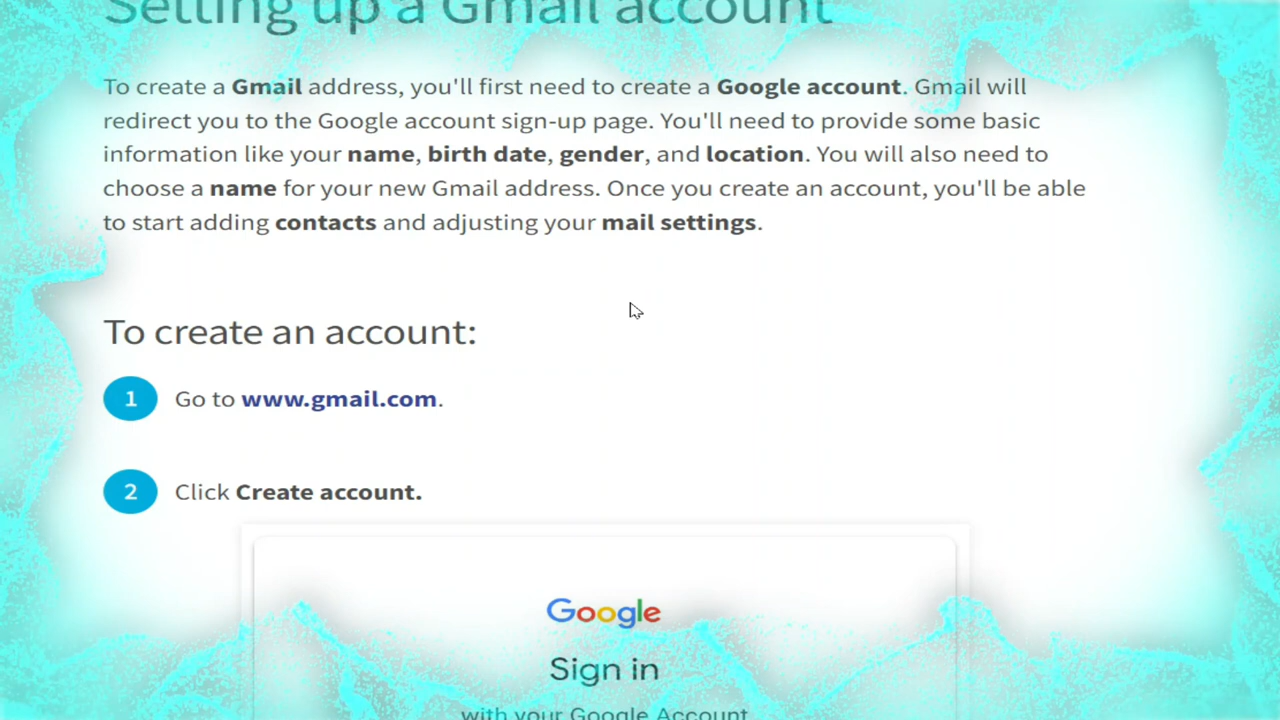 Setting up a Gmail account
To create a Gmail address, you'll first need to create a Google account. Gmail will
redirect you to the Google account sign-up page. You'll need to provide some basic
information like your name, birth date, gender, and location. You will also need to
choose a name for your new Gmail address. Once you create an account, you'll be able
to start adding contacts and adjusting your mail settings.
To create an account:
1 Go to www.gmail.com.
2 Click Create account.
Google
Sign in
with your Google Account